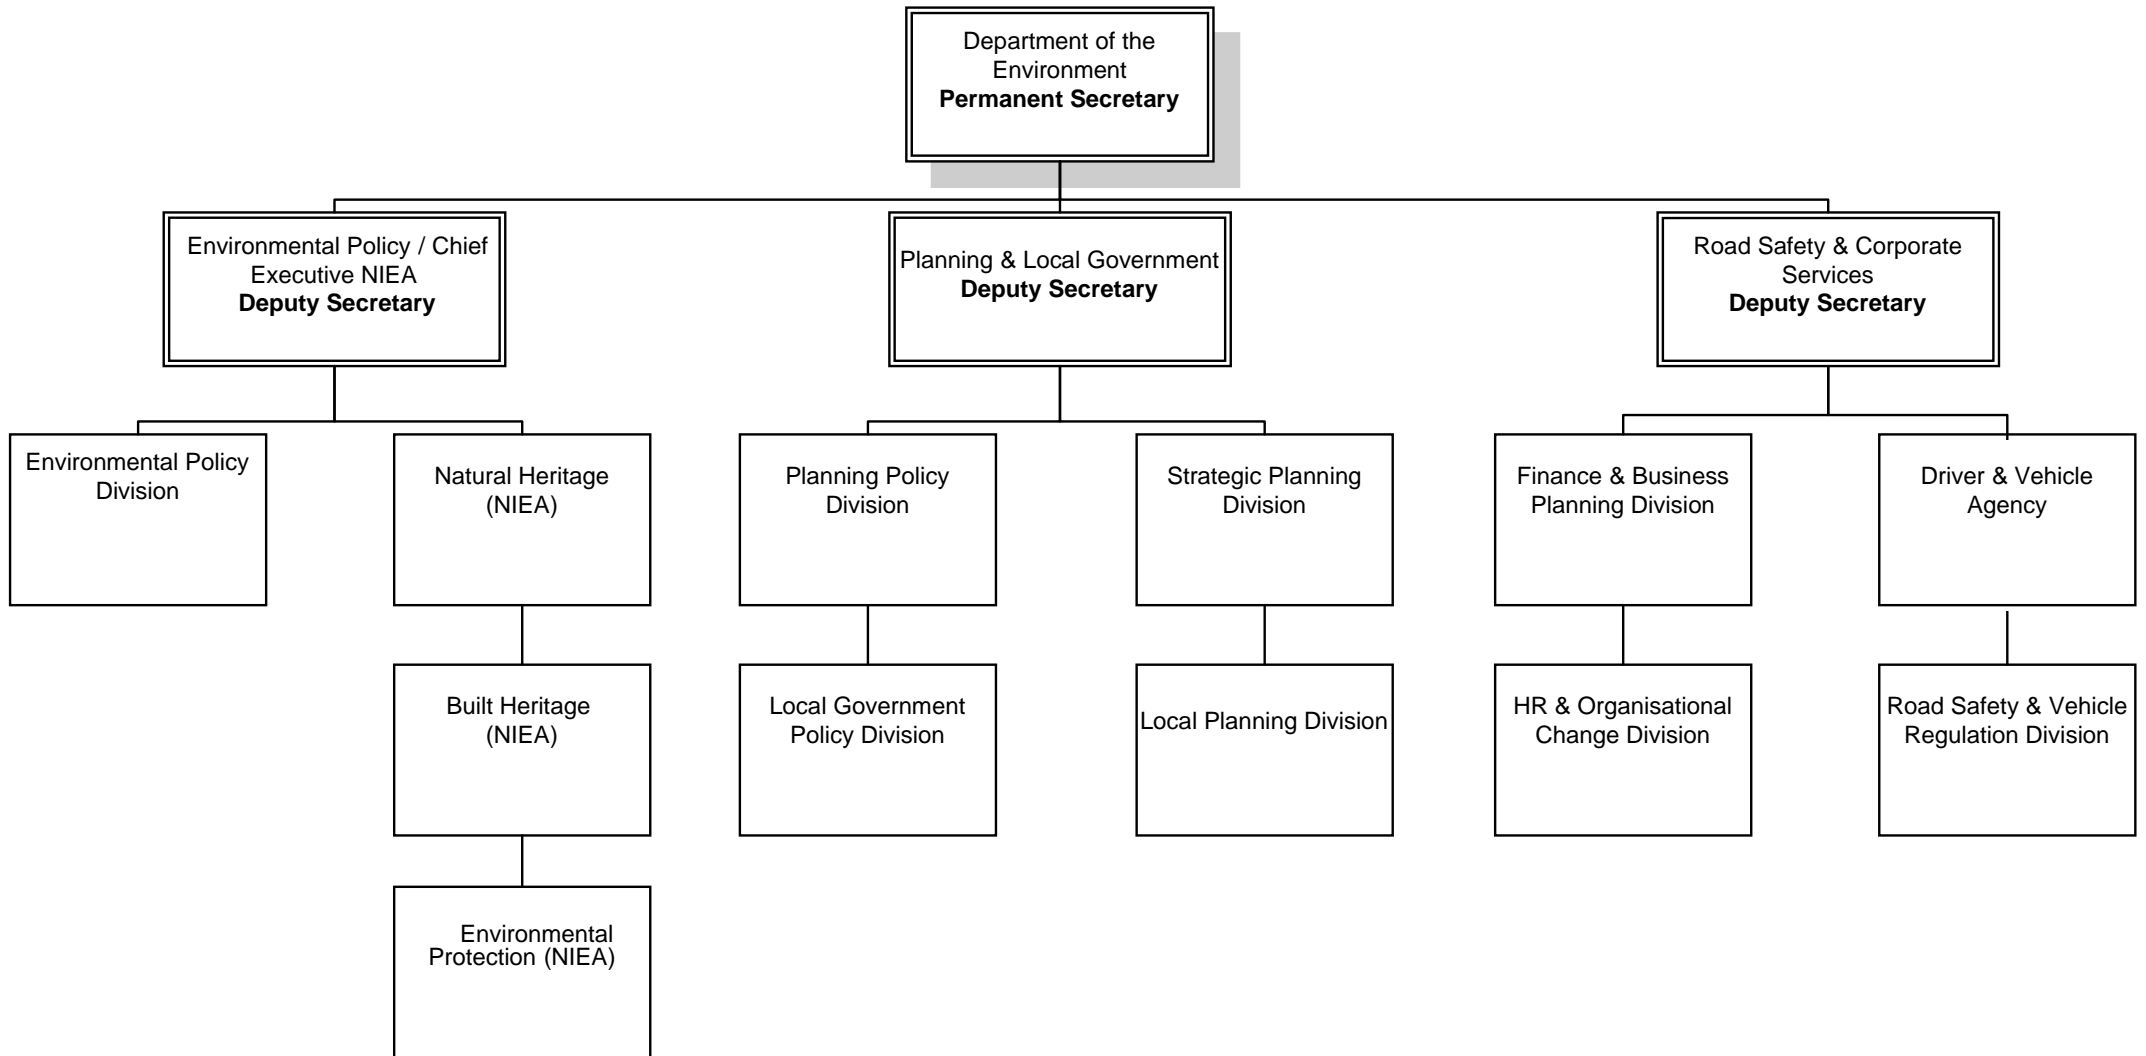 Department of the
Environment
Permanent Secretary
Environmental Policy / Chief
Executive NIEA
Deputy Secretary
Planning & Local Government
Deputy Secretary
Road Safety & Corporate
Services
Deputy Secretary
Environmental Policy
Division
Natural Heritage
(NIEA)
Planning Policy
Division
Strategic Planning
Division
Finance & Business
Planning Division
Driver & Vehicle
Agency
Built Heritage
(NIEA)
Local Government
Policy Division
Local Planning Division
HR & Organisational
Change Division
Road Safety & Vehicle
Regulation Division
Environmental
Protection (NIEA)